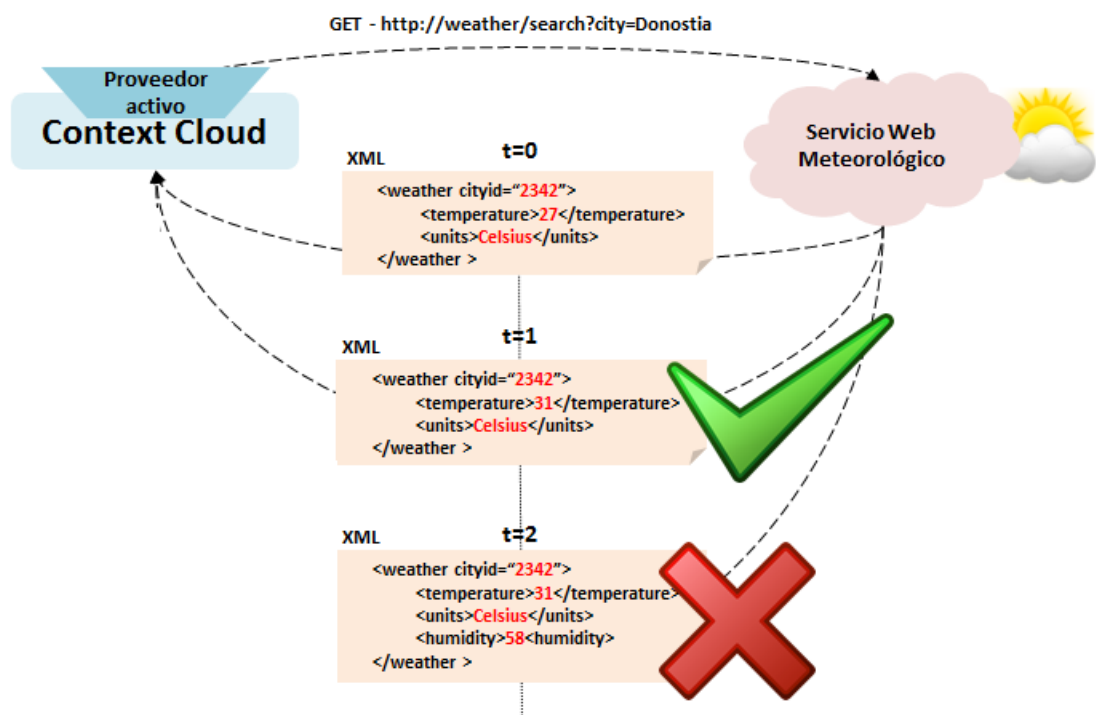 GET - http://weather/search?city=Donostia
Proveedor
activo
Context Cloud
Servicio Web
Meteorológico
t=0
XML
<weather cityid="2342">
<temperature>27</temperature>
<units>Celsius</units>
</weather >
t=1
XML
<weather cityid="2342">
<temperature>31</temperature>
<units>Celsius</units>
</weather >
t=2
XML
<weather cityid="2342">
<temperature>31</temperature>
<units>Celsius</units>
<humidity>58<humidity>
</weather >